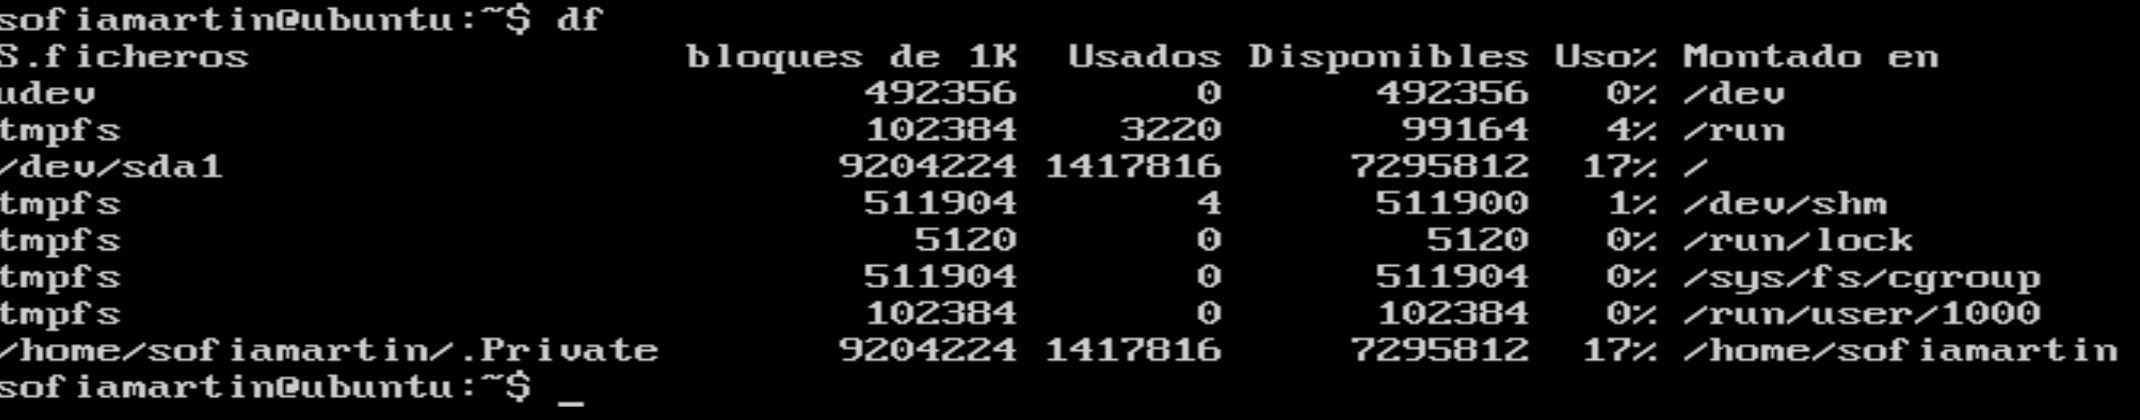 sofiamartin@ubuntu:~$ df
S.ficheros bloques de 1K Usados Disponibles Uso% Montado en
udev 492356 0 492356 0% /dev
tmpfs 102384 3220 99164 4% /run
/dev/sda1 9204224 1417816 7295812 17% /
tmpfs 511904 4 511900 1% /dev/shm
tmpfs 5120 0 5120 0% /run/lock
tmpfs 511904 0 511904 0% /sys/fs/cgroup
tmpfs 102384 0 102384 0% /run/user/1000
/home/sofiamartin/.Private 9204224 1417816 7295812 17% /home/sofiamartin
sofiamartin@ubuntu:~$ _